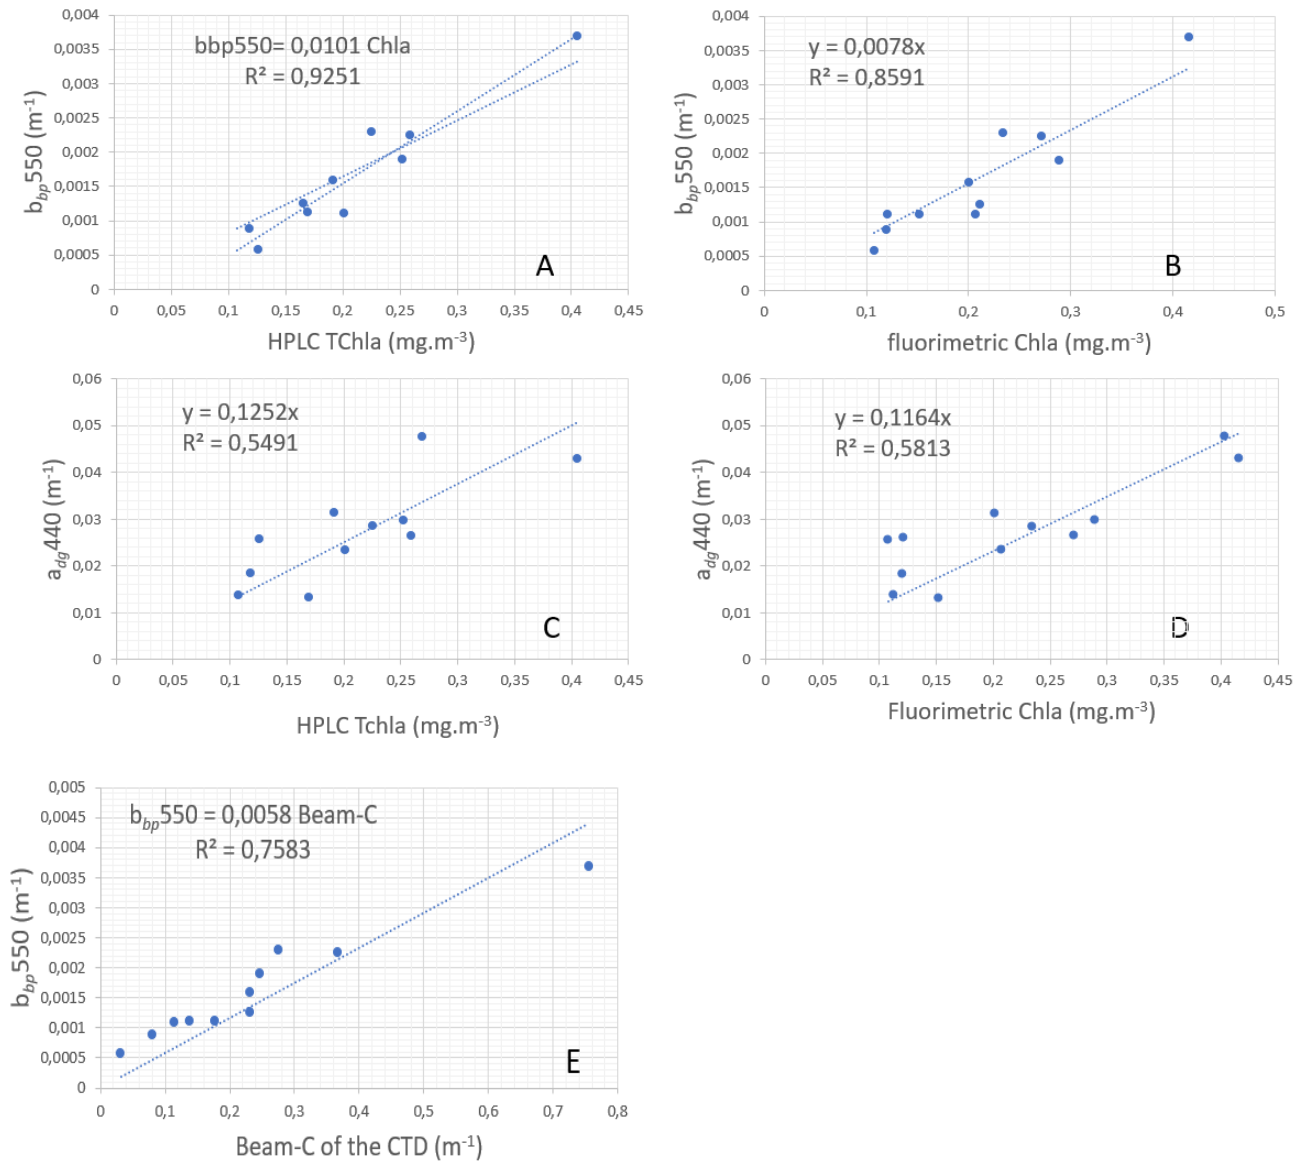 bbp550= 0,0101 Chla
R² = 0,9251
0,004
0,0035
0,003
0,0025
0,002
0,0015
0,001
0,0005
0
b_bp550 (m⁻¹)
0 0,05 0,1 0,15 0,2 0,25 0,3 0,35 0,4 0,45
HPLC TChla (mg.m⁻³)
A
y = 0,0078x
R² = 0,8591
0,004
0,0035
0,003
0,0025
0,002
0,0015
0,001
0,0005
0
b_bp550 (m⁻¹)
0 0,1 0,2 0,3 0,4 0,5
fluorimetric Chla (mg.m⁻³)
B
y = 0,1252x
R² = 0,5491
0,06
0,05
0,04
0,03
0,02
0,01
0
a_dg440 (m⁻¹)
0 0,05 0,1 0,15 0,2 0,25 0,3 0,35 0,4 0,45
HPLC Tchla (mg.m⁻³)
C
y = 0,1164x
R² = 0,5813
0,06
0,05
0,04
0,03
0,02
0,01
0
a_dg440 (m⁻¹)
0 0,05 0,1 0,15 0,2 0,25 0,3 0,35 0,4 0,45
Fluorimetric Chla (mg.m⁻³)
D
b_bp550 = 0,0058 Beam-C
R² = 0,7583
0,005
0,0045
0,004
0,0035
0,003
0,0025
0,002
0,0015
0,001
0,0005
0
b_bp550 (m⁻¹)
0 0,1 0,2 0,3 0,4 0,5 0,6 0,7 0,8
Beam-C of the CTD (m⁻¹)
E